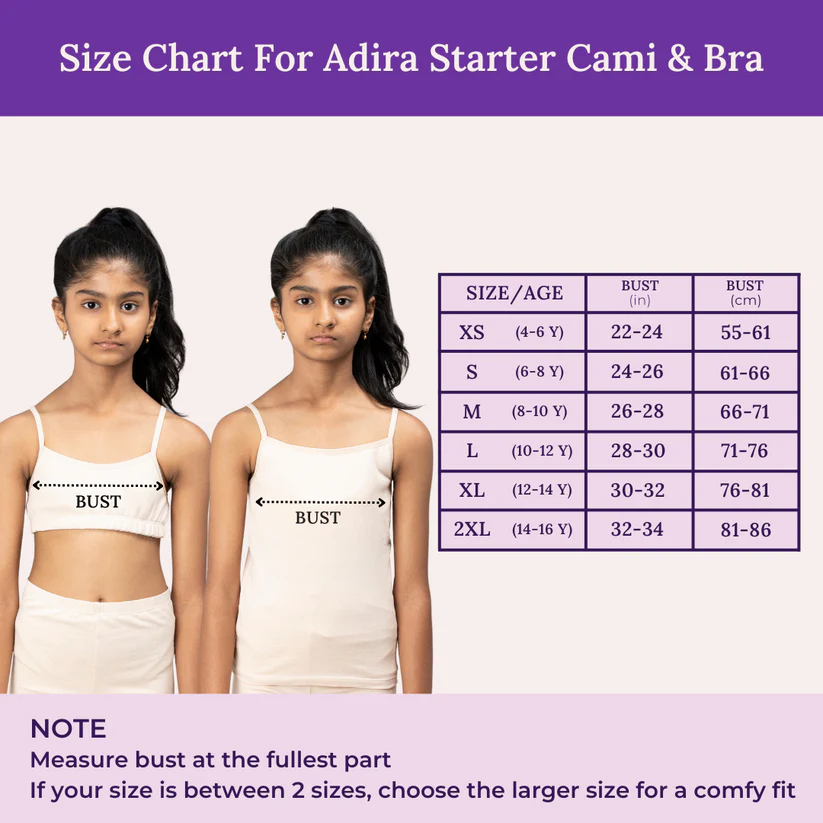 Size Chart For Adira Starter Cami & Bra
SIZE/AGE BUST (in) BUST (cm)
XS (4-6 Y) 22-24 55-61
S (6-8 Y) 24-26 61-66
M (8-10 Y) 26-28 66-71
L (10-12 Y) 28-30 71-76
XL (12-14 Y) 30-32 76-81
2XL (14-16 Y) 32-34 81-86
BUST
BUST
NOTE
Measure bust at the fullest part
If your size is between 2 sizes, choose the larger size for a comfy fit